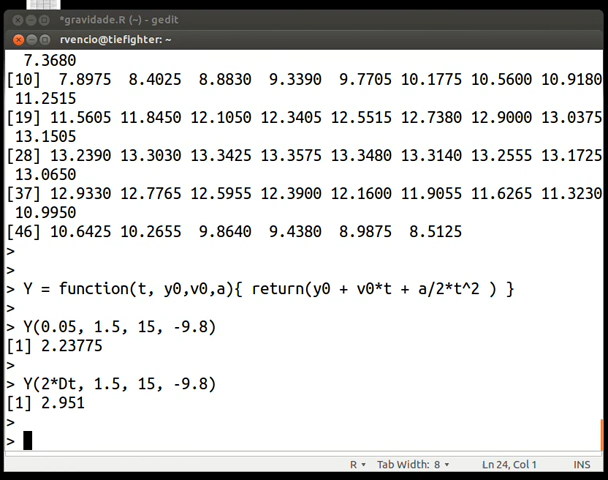 *gravidade.R (~) - gedit
rvencio@tiefighter: ~
7.3680
[10] 7.8975 8.4025 8.8830 9.3390 9.7705 10.1775 10.5600 10.9180
11.2515
[19] 11.5605 11.8450 12.1050 12.3405 12.5515 12.7380 12.9000 13.0375
13.1505
[28] 13.2390 13.3030 13.3425 13.3575 13.3480 13.3140 13.2555 13.1725
13.0650
[37] 12.9330 12.7765 12.5955 12.3900 12.1600 11.9055 11.6265 11.3230
10.9950
[46] 10.6425 10.2655 9.8640 9.4380 8.9875 8.5125
>
>
> Y = function(t, y0,v0,a){ return(y0 + v0*t + a/2*t^2 ) }
>
> Y(0.05, 1.5, 15, -9.8)
[1] 2.23775
>
> Y(2*Dt, 1.5, 15, -9.8)
[1] 2.951
>
>
R Tab Width: 8 Ln 24, Col 1 INS